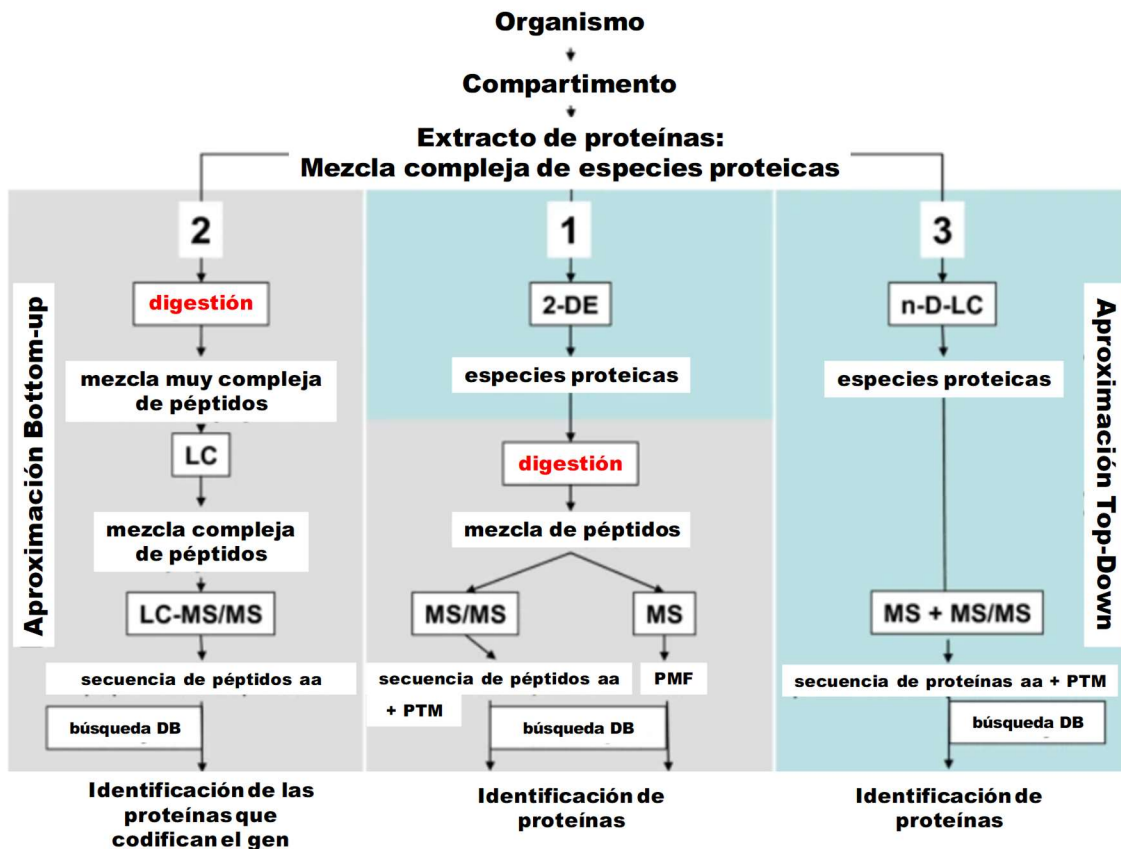 Organismo
Compartimento
Extracto de proteínas:
Mezcla compleja de especies proteicas
Aproximación Bottom-up
2
digestión
mezcla muy compleja
de péptidos
LC
mezcla compleja
de péptidos
LC-MS/MS
secuencia de péptidos aa
búsqueda DB
Identificación de las
proteínas que
codifican el gen
1
2-DE
especies proteicas
digestión
mezcla de péptidos
MS/MS
MS
secuencia de péptidos aa
+ PTM
PMF
búsqueda DB
Identificación de
proteínas
3
n-D-LC
especies proteicas
MS + MS/MS
secuencia de proteínas aa + PTM
búsqueda DB
Identificación de
proteínas
Aproximación Top-Down